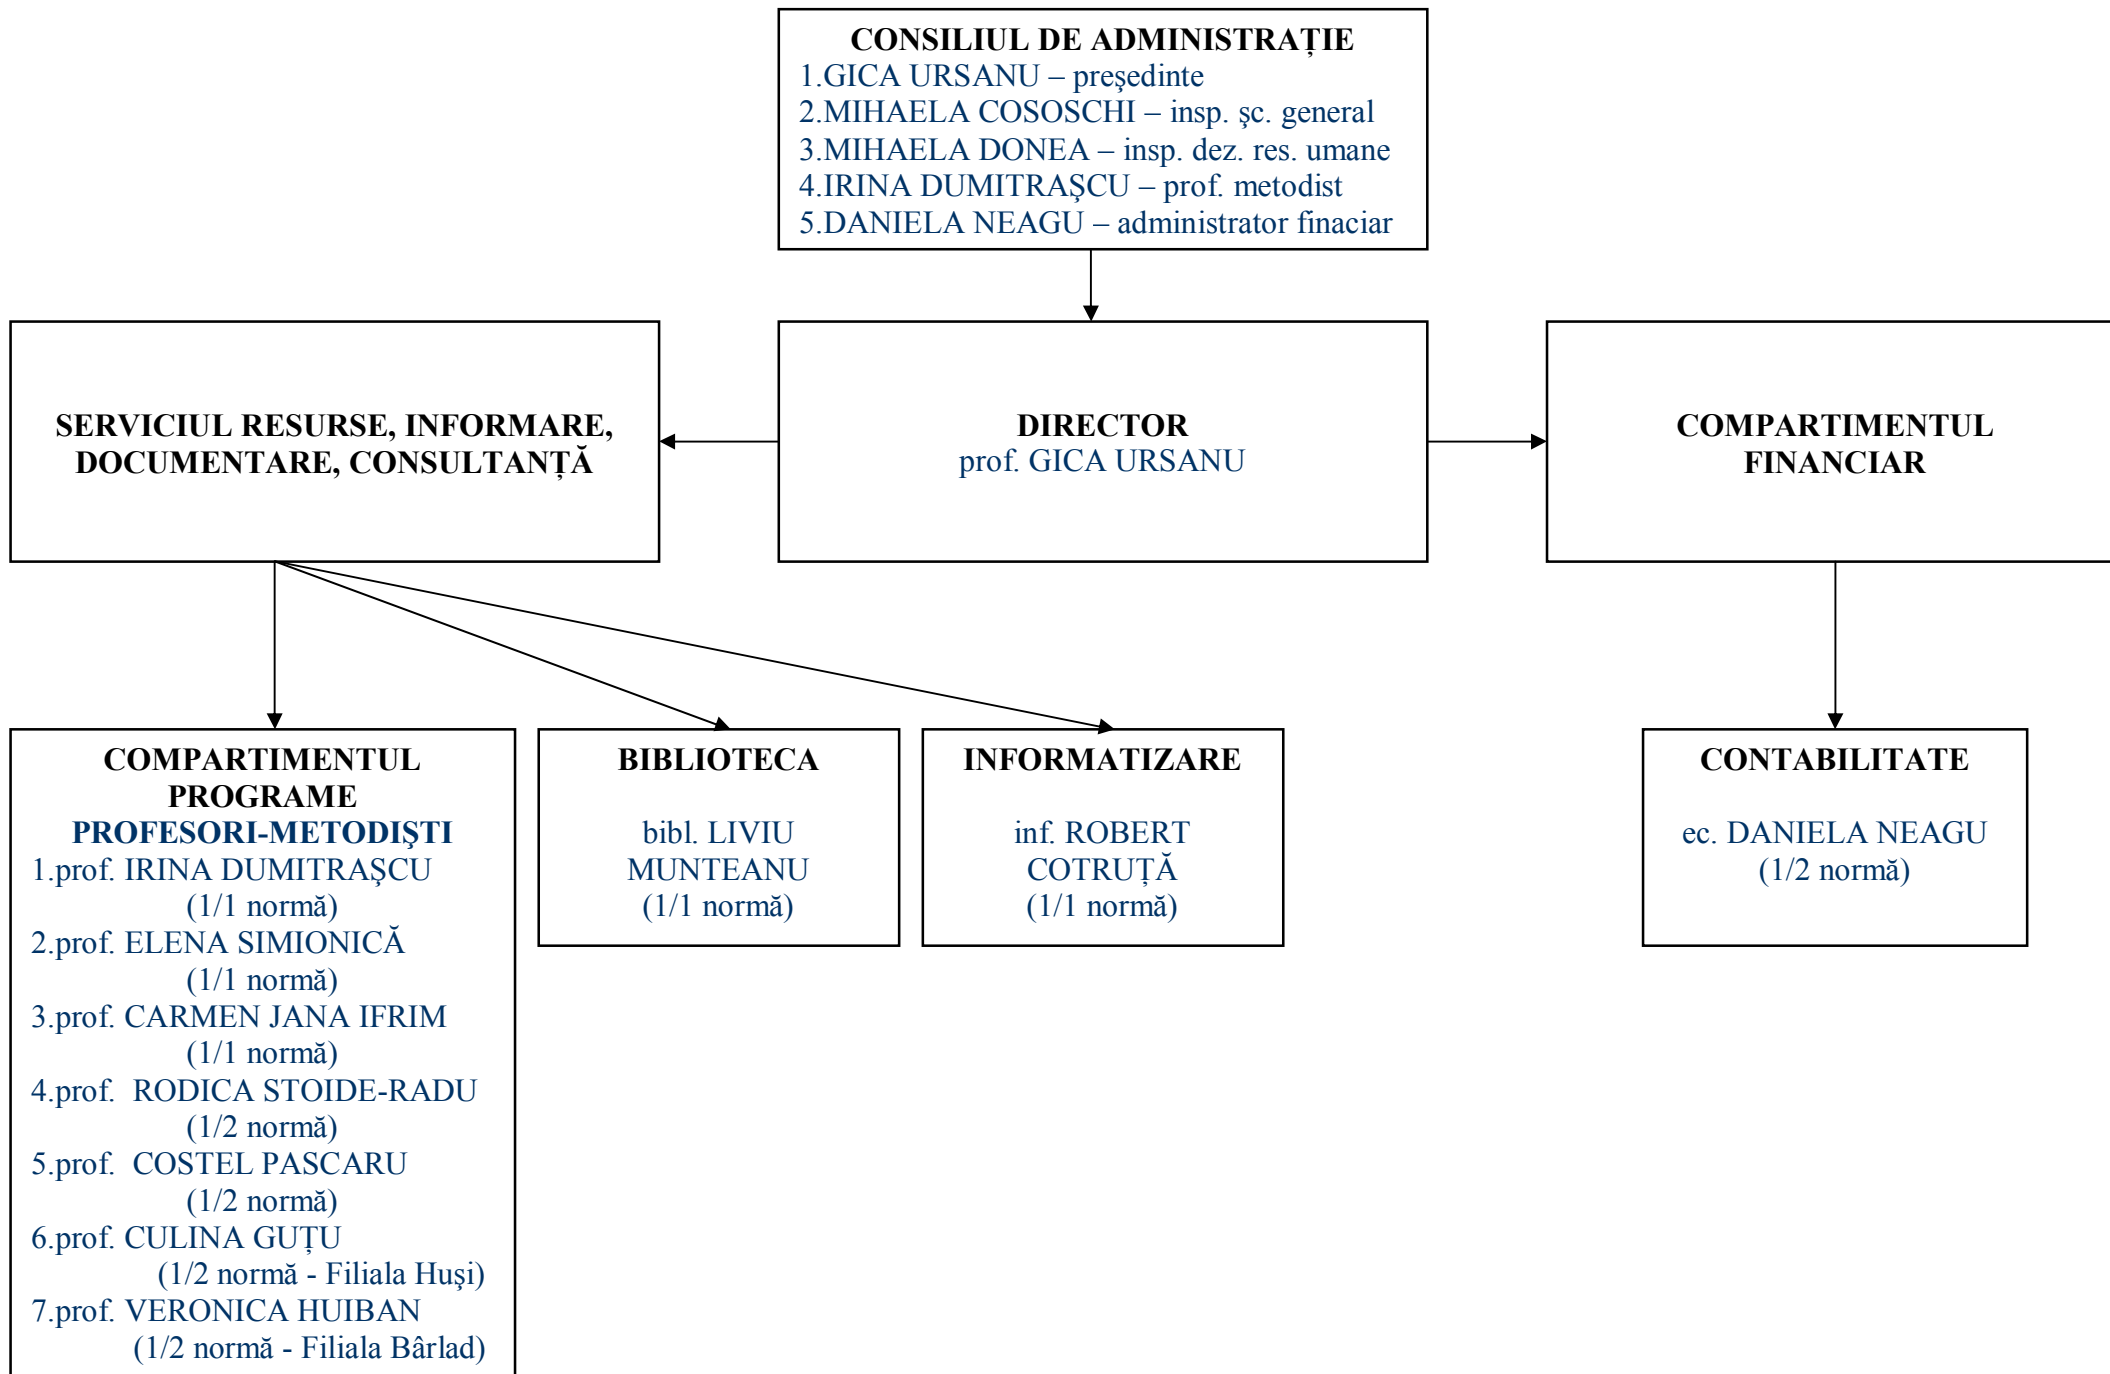 CONSILIUL DE ADMINISTRAȚIE
1.GICA URSANU – preşedinte
2.MIHAELA COSOSCHI – insp. şc. general
3.MIHAELA DONEA – insp. dez. res. umane
4.IRINA DUMITRAŞCU – prof. metodist
5.DANIELA NEAGU – administrator finaciar
SERVICIUL RESURSE, INFORMARE,
DOCUMENTARE, CONSULTANȚĂ
DIRECTOR
prof. GICA URSANU
COMPARTIMENTUL
FINANCIAR
COMPARTIMENTUL
PROGRAME
PROFESORI-METODIŞTI
1.prof. IRINA DUMITRAŞCU
(1/1 normă)
2.prof. ELENA SIMIONICĂ
(1/1 normă)
3.prof. CARMEN JANA IFRIM
(1/1 normă)
4.prof. RODICA STOIDE-RADU
(1/2 normă)
5.prof. COSTEL PASCARU
(1/2 normă)
6.prof. CULINA GUȚU
(1/2 normă - Filiala Huşi)
7.prof. VERONICA HUIBAN
(1/2 normă - Filiala Bârlad)
BIBLIOTECA
bibl. LIVIU
MUNTEANU
(1/1 normă)
INFORMATIZARE
inf. ROBERT
COTRUȚĂ
(1/1 normă)
CONTABILITATE
ec. DANIELA NEAGU
(1/2 normă)